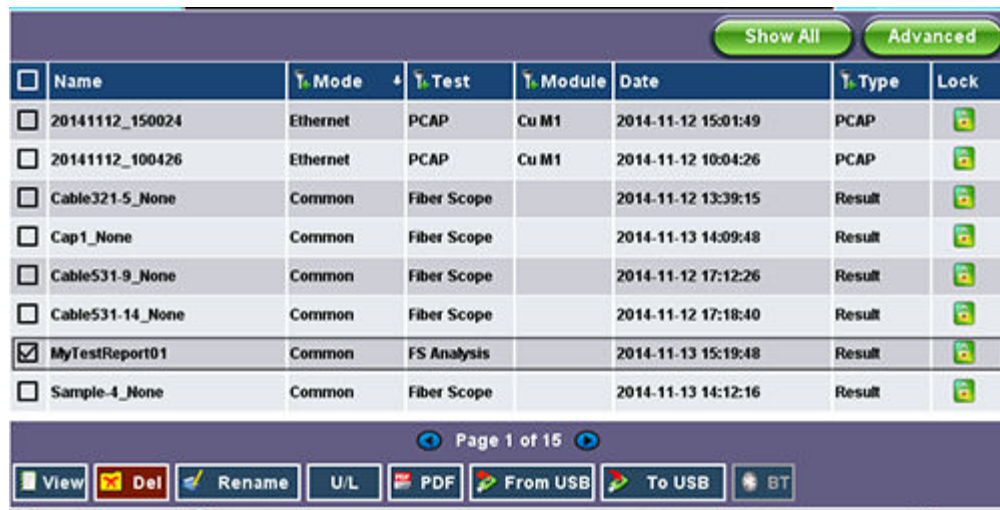 Show All Advanced
Name Mode Test Module Date Type Lock
20141112_150024 Ethernet PCAP Cu M1 2014-11-12 15:01:49 PCAP
20141112_100426 Ethernet PCAP Cu M1 2014-11-12 10:04:26 PCAP
Cable321-5_None Common Fiber Scope 2014-11-12 13:39:15 Result
Cap1_None Common Fiber Scope 2014-11-13 14:09:48 Result
Cable531-9_None Common Fiber Scope 2014-11-12 17:12:26 Result
Cable531-14_None Common Fiber Scope 2014-11-12 17:18:40 Result
MyTestReport01 Common FS Analysis 2014-11-13 15:19:48 Result
Sample-4_None Common Fiber Scope 2014-11-13 14:12:16 Result
Page 1 of 15
View Del Rename U/L PDF From USB To USB BT